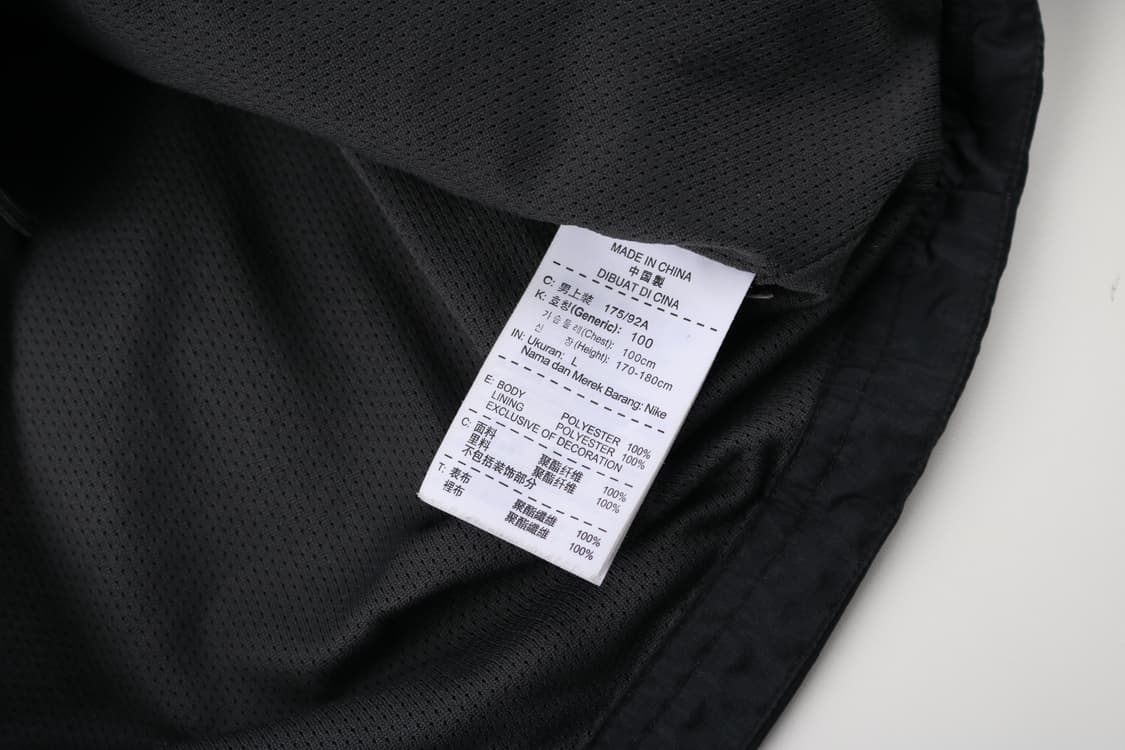 MADE IN CHINA
中国製
DIBUAT DI CINA
C: 男上裝 175/92A
K: 호칭(Generic): 100
가슴둘레(Chest): 100cm
신 장(Height): 170-180cm
IN: Ukuran: L
Nama dan Merek Barang: Nike
E: BODY POLYESTER 100%
LINING POLYESTER 100%
EXCLUSIVE OF DECORATION
C: 面料 聚酯纤维 100%
里料 聚酯纤维 100%
不包括装饰部分
T: 表布 聚酯纖維 100%
裡布 聚酯纖維 100%